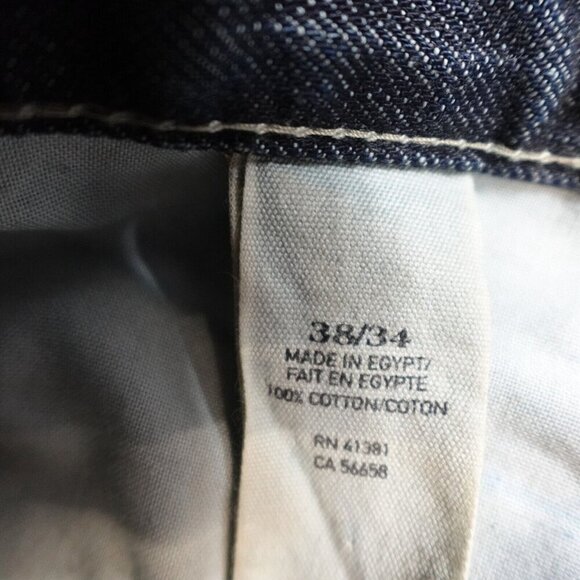 38/34
MADE IN EGYPT/
FAIT EN EGYPTE
100% COTTON/COTON
RN 41381
CA 56658